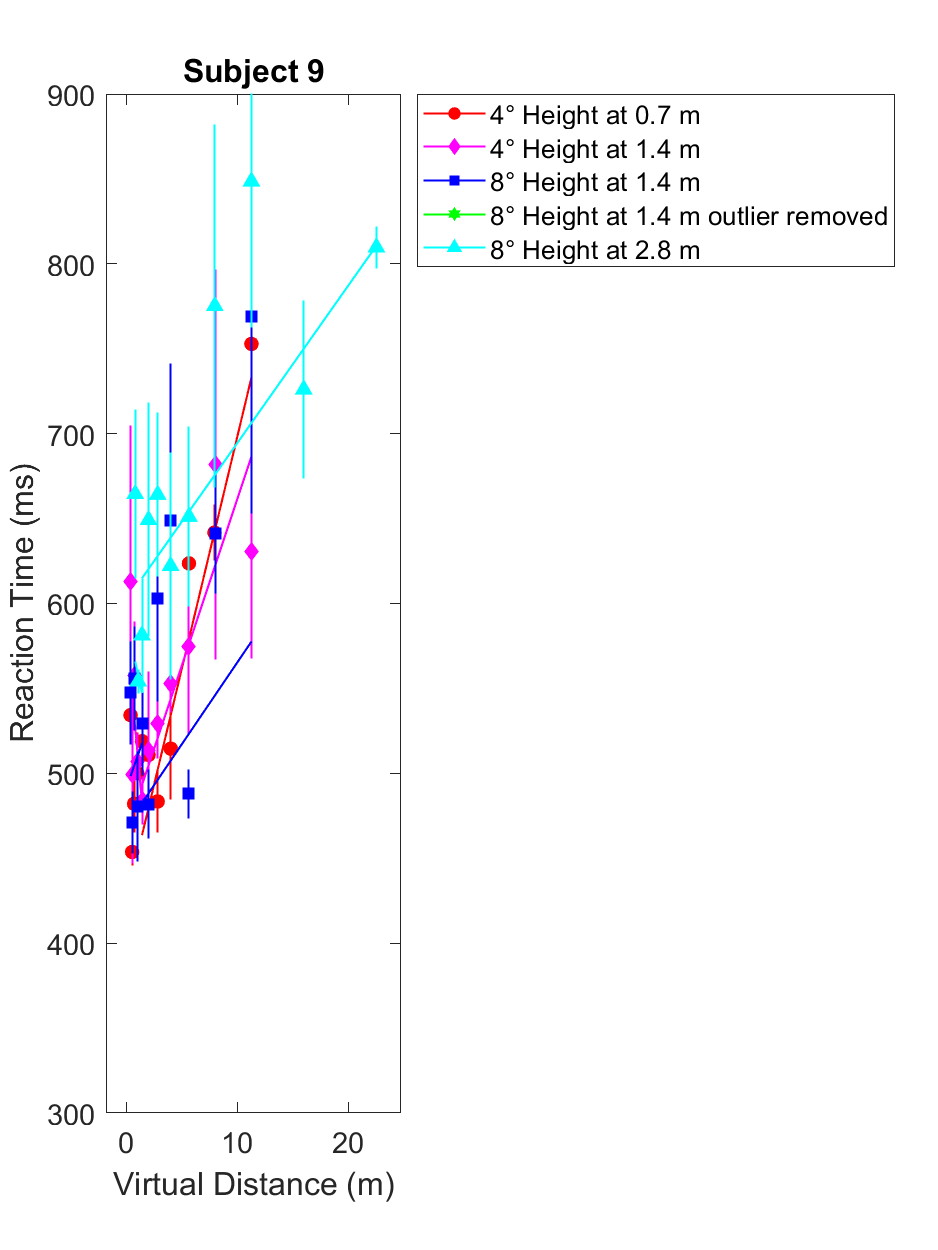 Subject 9
900
800
700
600
500
400
300
0 10 20
Reaction Time (ms)
Virtual Distance (m)
4° Height at 0.7 m
4° Height at 1.4 m
8° Height at 1.4 m
8° Height at 1.4 m outlier removed
8° Height at 2.8 m